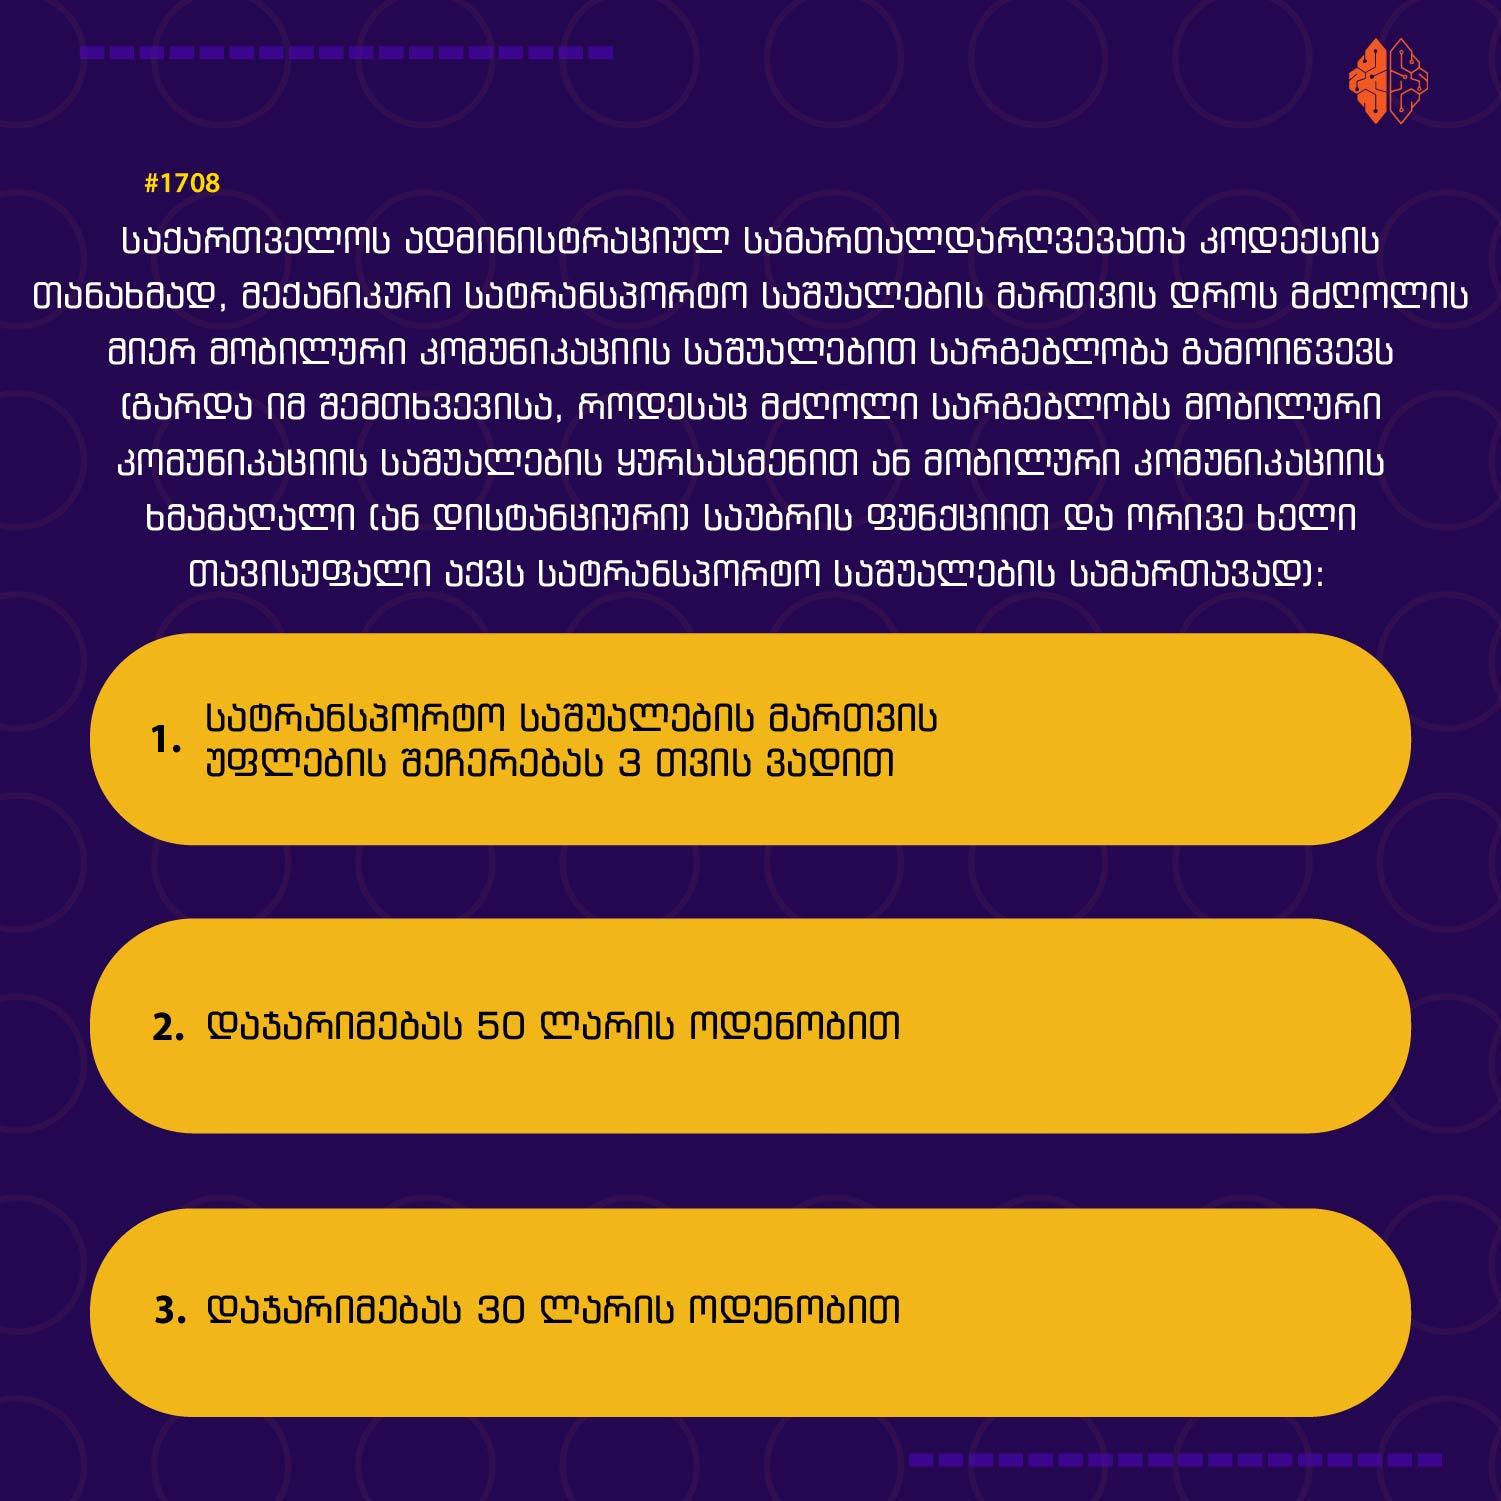 #1708
საქართველოს ადმინისტრაციულ სამართალდარღვევათა კოდექსის
თანახმად, მექანიკური სატრანსპორტო საშუალების მართვის დროს მძღოლის
მიერ მობილური კომუნიკაციის საშუალებით სარგებლობა გამოიწვევს
(გარდა იმ შემთხვევისა, როდესაც მძღოლი სარგებლობს მობილური
კომუნიკაციის საშუალების ყურსასმენით ან მობილური კომუნიკაციის
ხმამაღალი (ან დისტანციური) საუბრის ფუნქციით და ორივე ხელი
თავისუფალი აქვს სატრანსპორტო საშუალების სამართავად):
1. სატრანსპორტო საშუალების მართვის
უფლების შეჩერებას 3 თვის ვადით
2. დაჯარიმებას 50 ლარის ოდენობით
3. დაჯარიმებას 30 ლარის ოდენობით